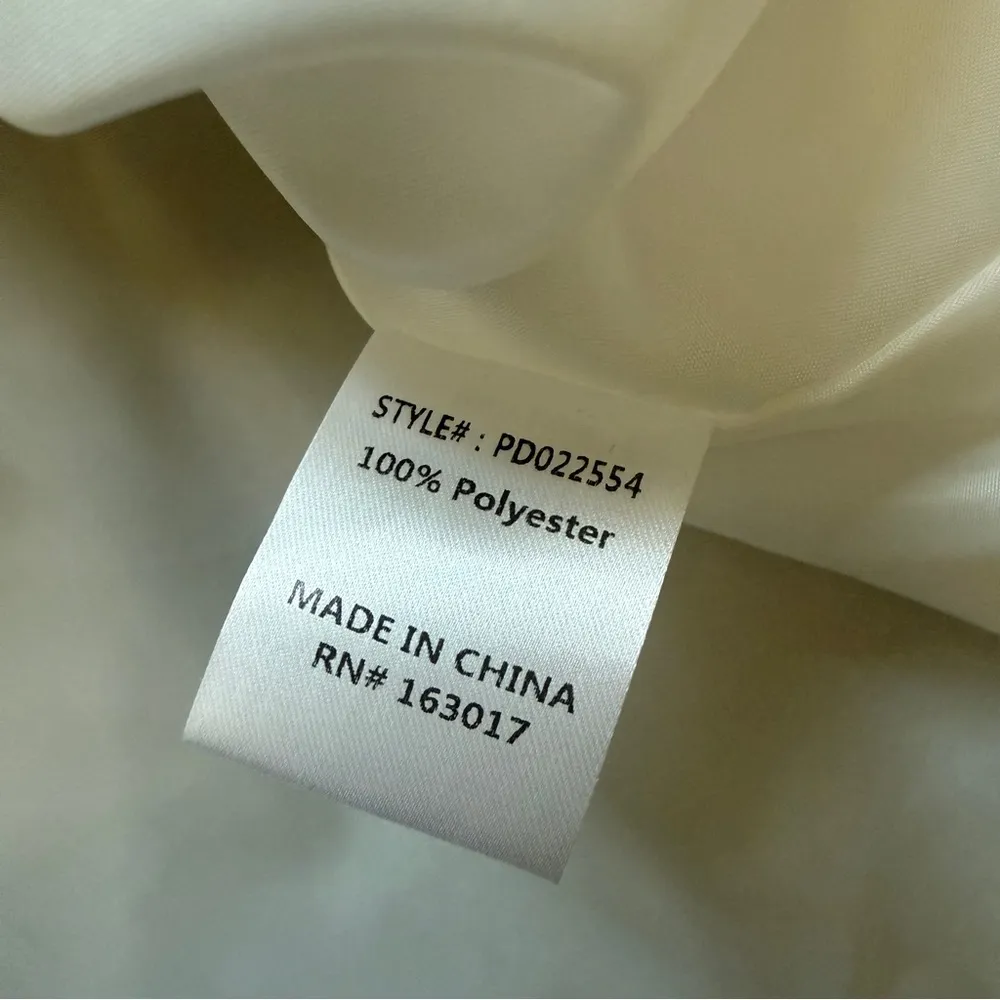 STYLE# : PD022554
100% Polyester
MADE IN CHINA
RN# 163017